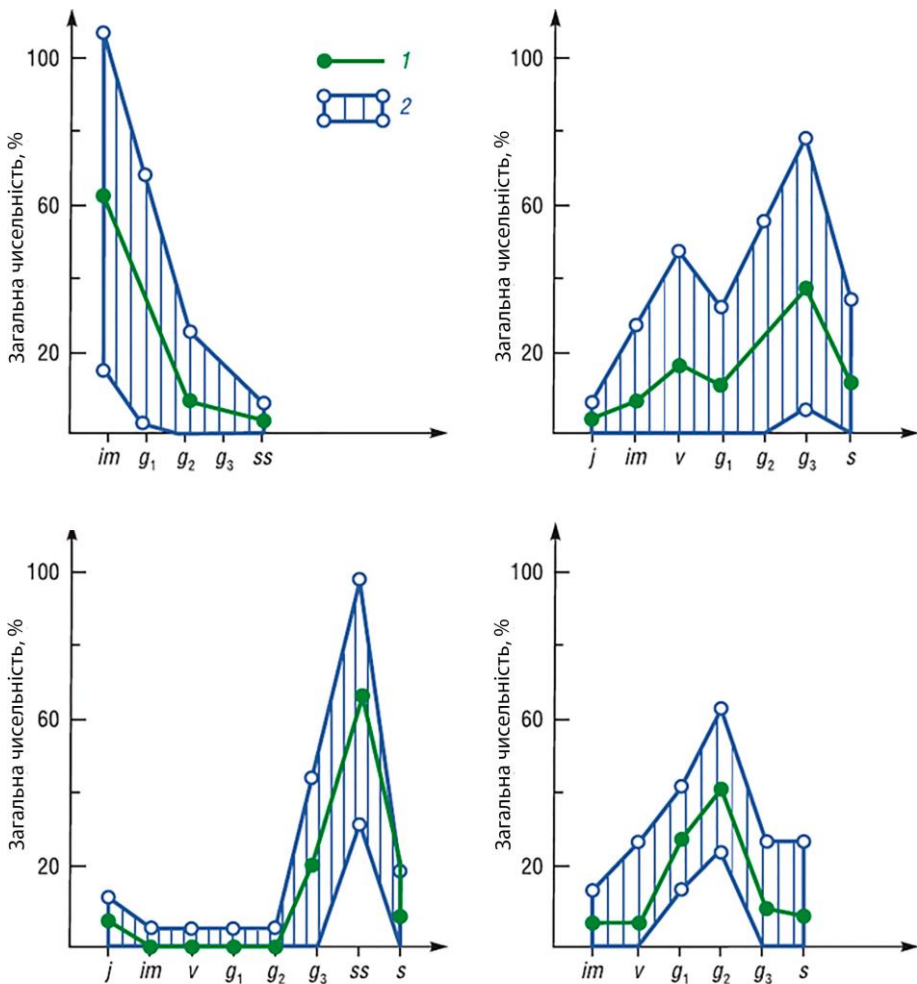 Загальна чисельність, %
100
60
20
im g₁ g₂ g₃ ss
1
2
Загальна чисельність, %
100
60
20
j im v g₁ g₂ g₃ s
Загальна чисельність, %
100
60
20
j im v g₁ g₂ g₃ ss s
Загальна чисельність, %
100
60
20
im v g₁ g₂ g₃ s